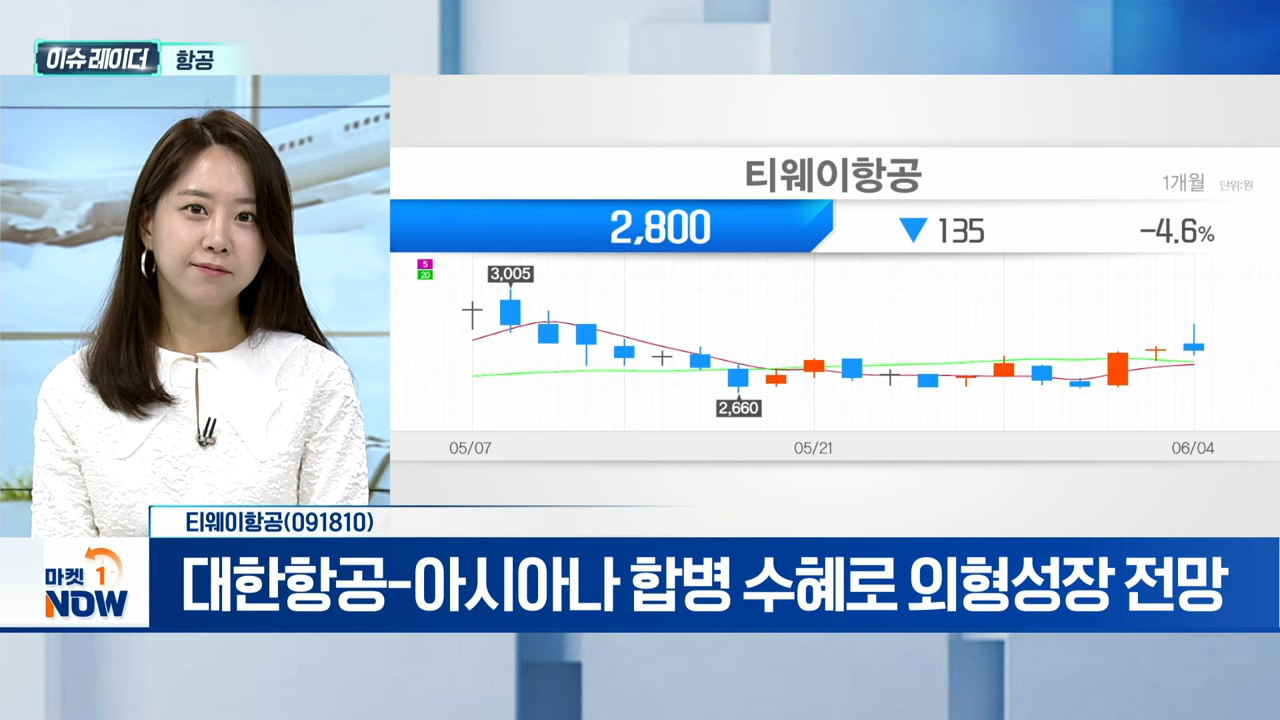 이슈레이더 항공
티웨이항공
1개월 단위:원
2,800 ▼ 135 -4.6%
5
20
3,005
2,660
05/07 05/21 06/04
티웨이항공(091810)
마켓 1
NOW
대한항공-아시아나 합병 수혜로 외형성장 전망